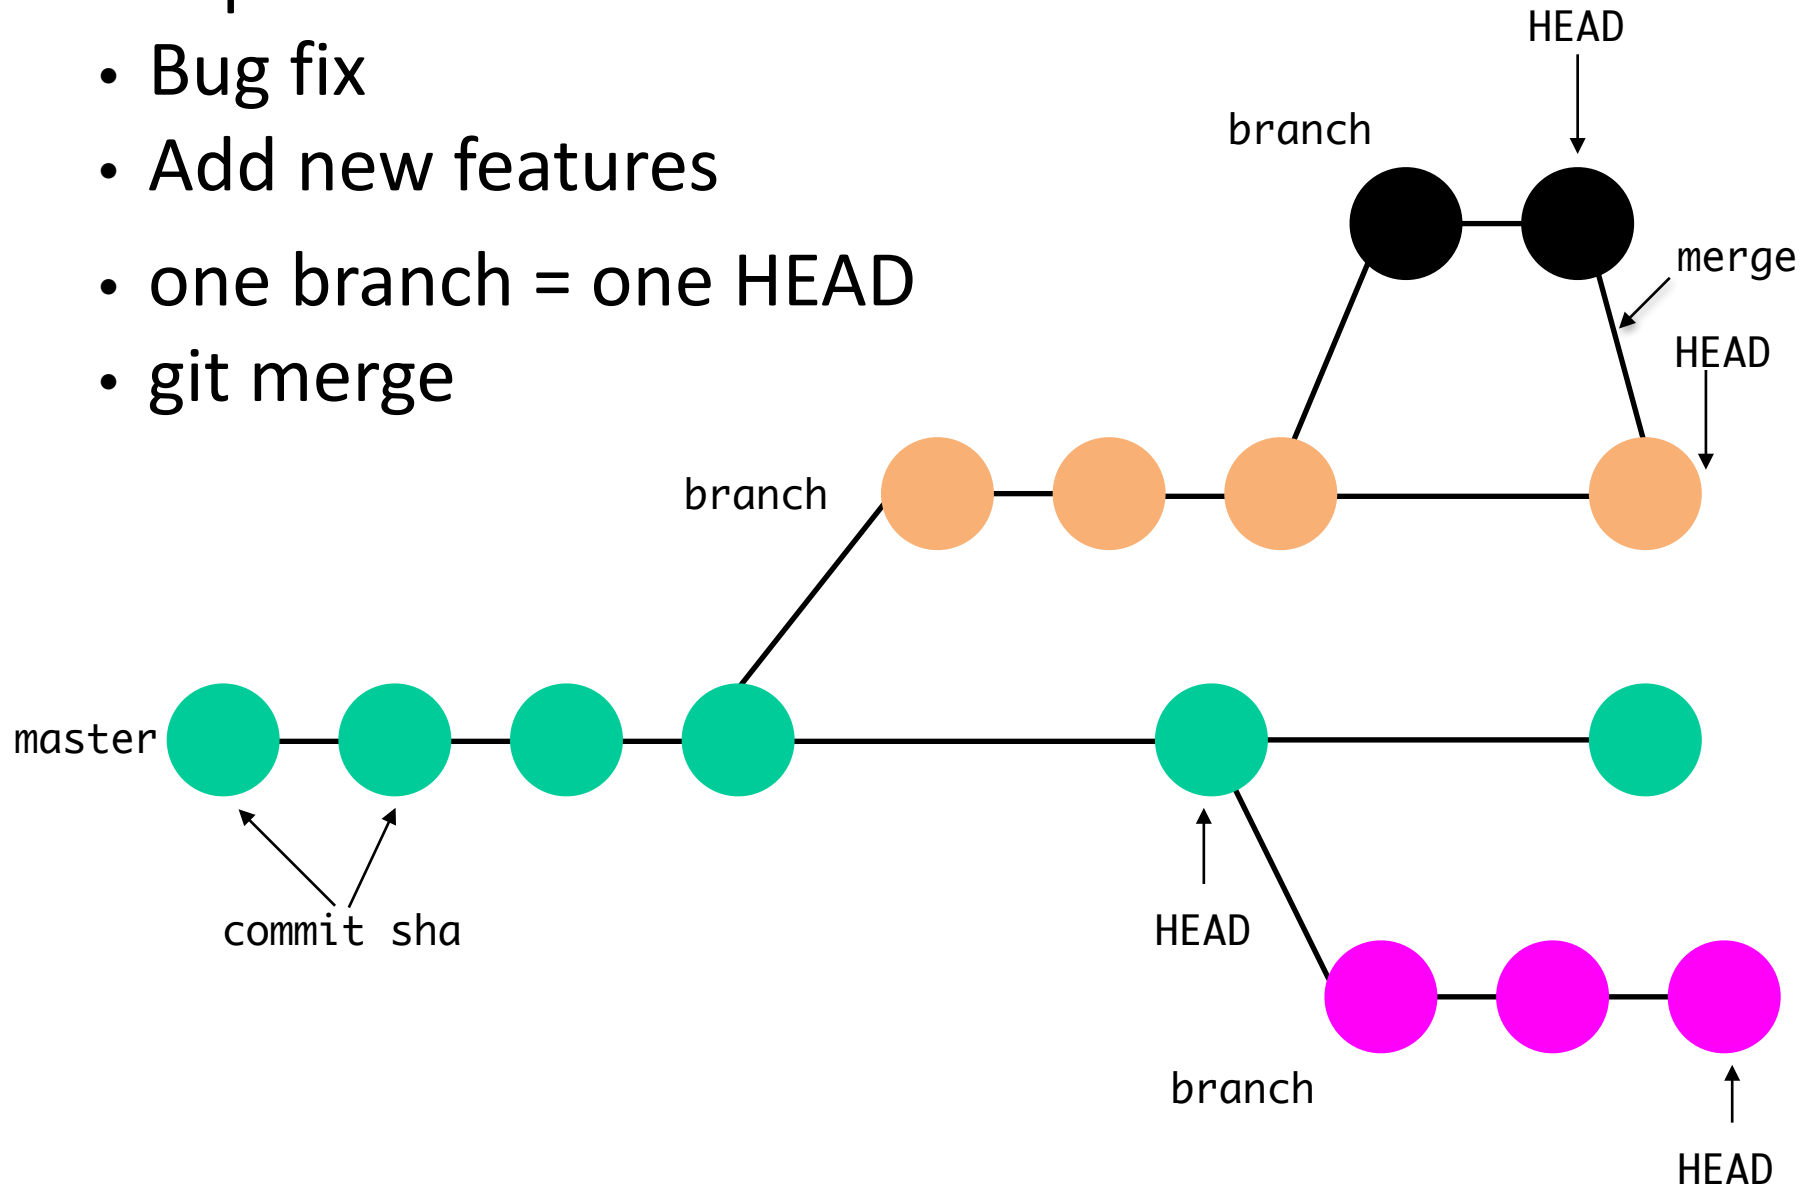 • Bug fix
• Add new features
• one branch = one HEAD
• git merge
HEAD
branch
merge
HEAD
branch
master
commit sha
HEAD
branch
HEAD